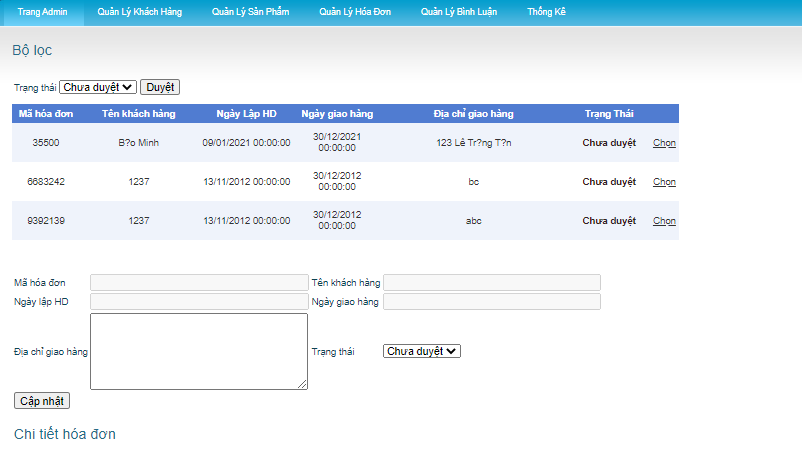 Trang Admin Quản Lý Khách Hàng Quản Lý Sản Phẩm Quản Lý Hóa Đơn Quản Lý Bình Luận Thống Kê
Bộ lọc
Trạng thái Chưa duyệt Duyệt
Mã hóa đơn Tên khách hàng Ngày Lập HD Ngày giao hàng Địa chỉ giao hàng Trạng Thái
35500 B?o Minh 09/01/2021 00:00:00 30/12/2021 00:00:00 123 Lê Tr?ng T?n Chưa duyệt Chọn
6683242 1237 13/11/2012 00:00:00 30/12/2012 00:00:00 bc Chưa duyệt Chọn
9392139 1237 13/11/2012 00:00:00 30/12/2012 00:00:00 abc Chưa duyệt Chọn
Mã hóa đơn Tên khách hàng
Ngày lập HD Ngày giao hàng
Địa chỉ giao hàng Trạng thái Chưa duyệt
Cập nhật
Chi tiết hóa đơn